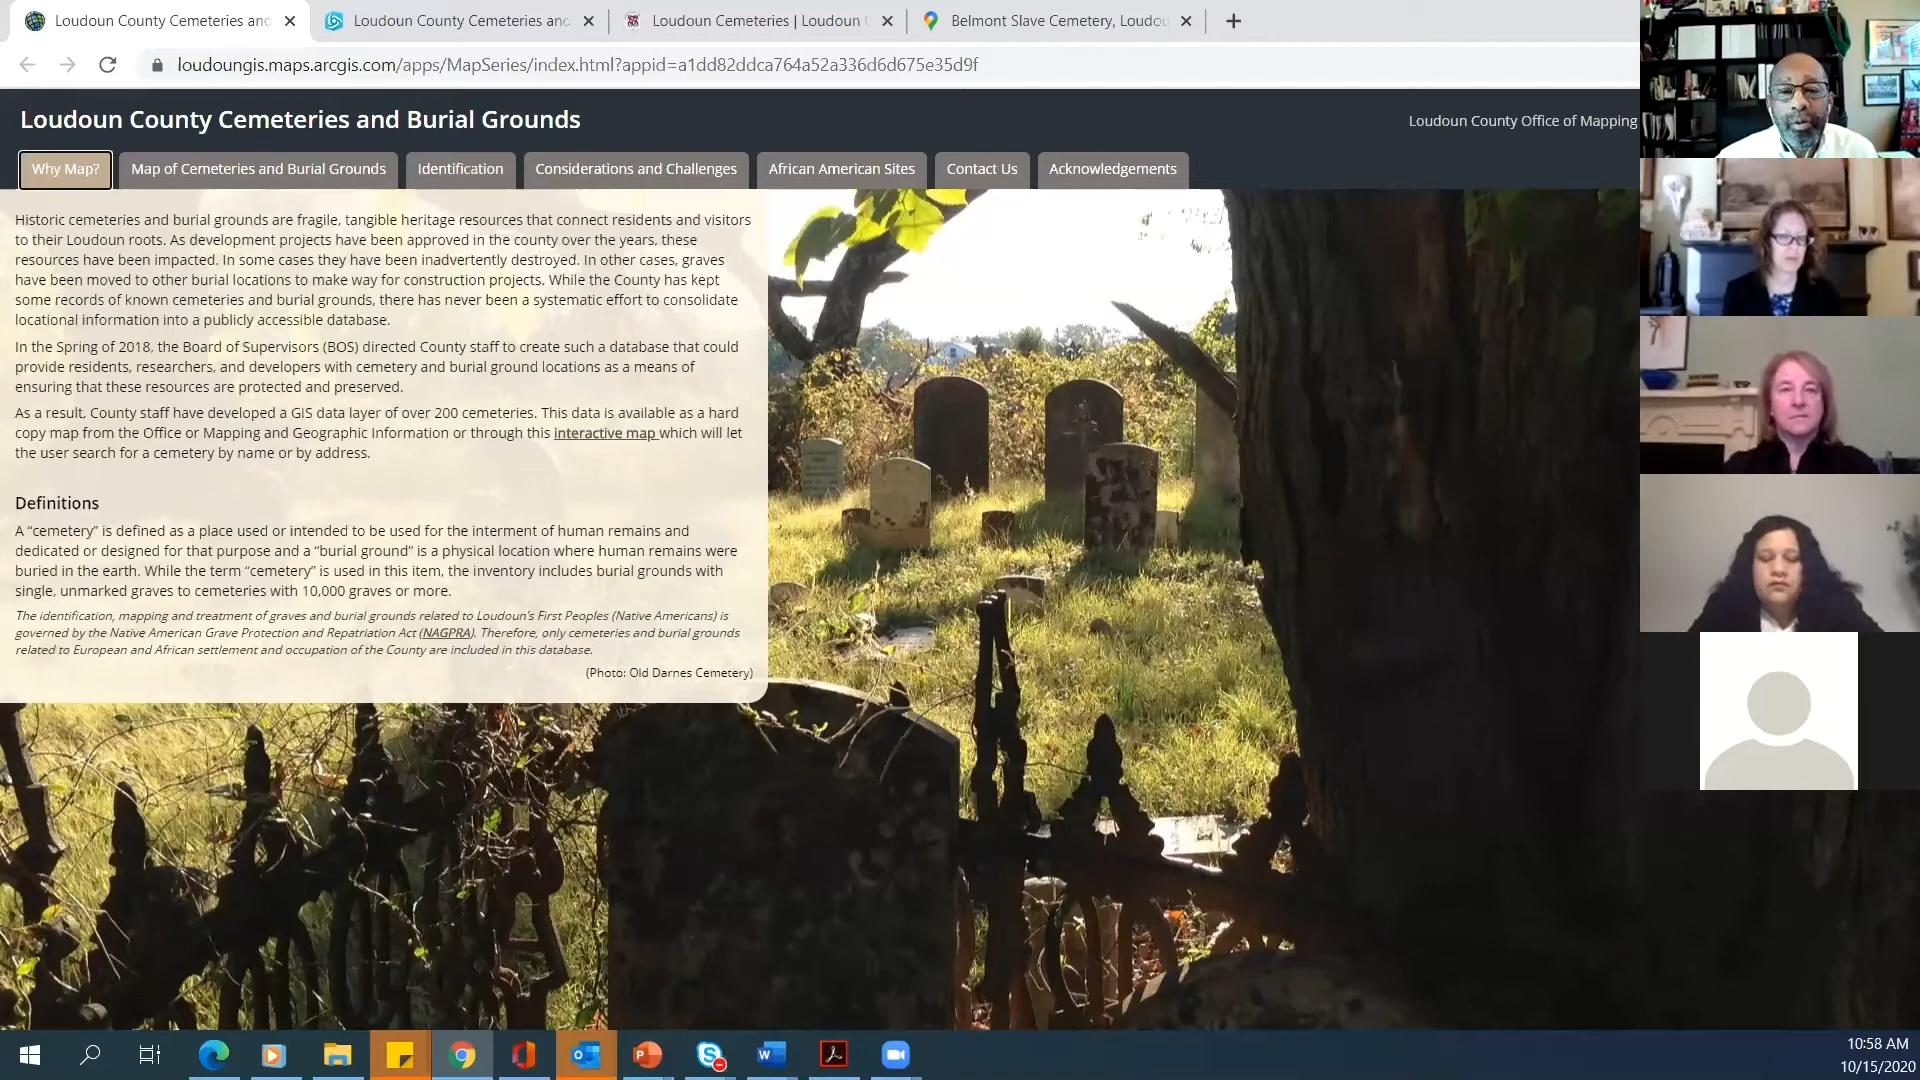 Loudoun County Cemeteries and
Loudoun County Cemeteries and
Loudoun Cemeteries | Loudoun
Belmont Slave Cemetery, Loudou
loudoungis.maps.arcgis.com/apps/MapSeries/index.html?appid=a1dd82ddca764a52a336d6d675e35d9f
Loudoun County Cemeteries and Burial Grounds
Loudoun County Office of Mapping
Why Map?
Map of Cemeteries and Burial Grounds
Identification
Considerations and Challenges
African American Sites
Contact Us
Acknowledgements
Historic cemeteries and burial grounds are fragile, tangible heritage resources that connect residents and visitors
to their Loudoun roots. As development projects have been approved in the county over the years, these
resources have been impacted. In some cases they have been inadvertently destroyed. In other cases, graves
have been moved to other burial locations to make way for construction projects. While the County has kept
some records of known cemeteries and burial grounds, there has never been a systematic effort to consolidate
locational information into a publicly accessible database.
In the Spring of 2018, the Board of Supervisors (BOS) directed County staff to create such a database that could
provide residents, researchers, and developers with cemetery and burial ground locations as a means of
ensuring that these resources are protected and preserved.
As a result, County staff have developed a GIS data layer of over 200 cemeteries. This data is available as a hard
copy map from the Office or Mapping and Geographic Information or through this interactive map which will let
the user search for a cemetery by name or by address.
Definitions
A “cemetery” is defined as a place used or intended to be used for the interment of human remains and
dedicated or designed for that purpose and a “burial ground” is a physical location where human remains were
buried in the earth. While the term “cemetery” is used in this item, the inventory includes burial grounds with
single, unmarked graves to cemeteries with 10,000 graves or more.
The identification, mapping and treatment of graves and burial grounds related to Loudoun’s First Peoples (Native Americans) is
governed by the Native American Grave Protection and Repatriation Act (NAGPRA). Therefore, only cemeteries and burial grounds
related to European and African settlement and occupation of the County are included in this database.
(Photo: Old Darnes Cemetery)
10:58 AM
10/15/2020